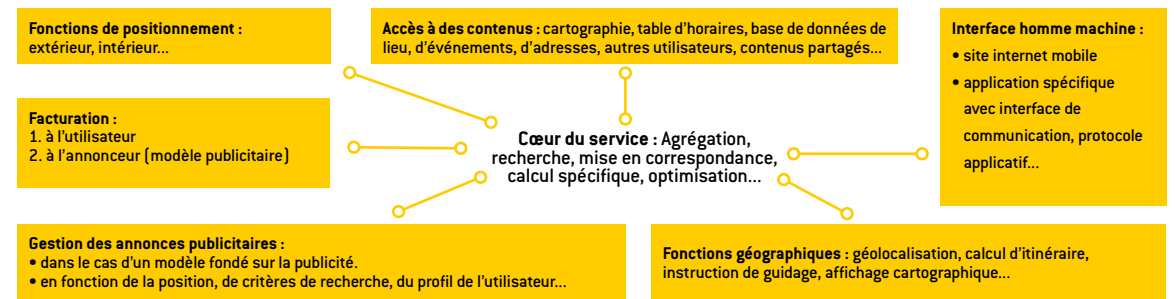 Fonctions de positionnement :
extérieur, intérieur...
Accès à des contenus : cartographie, table d'horaires, base de données de
lieu, d'événements, d'adresses, autres utilisateurs, contenus partagés...
Interface homme machine :
• site internet mobile
• application spécifique
avec interface de
communication, protocole
applicatif...
Facturation :
1. à l'utilisateur
2. à l'annonceur (modèle publicitaire)
Cœur du service : Agrégation,
recherche, mise en correspondance,
calcul spécifique, optimisation...
Gestion des annonces publicitaires :
• dans le cas d'un modèle fondé sur la publicité.
• en fonction de la position, de critères de recherche, du profil de l'utilisateur...
Fonctions géographiques : géolocalisation, calcul d'itinéraire,
instruction de guidage, affichage cartographique...